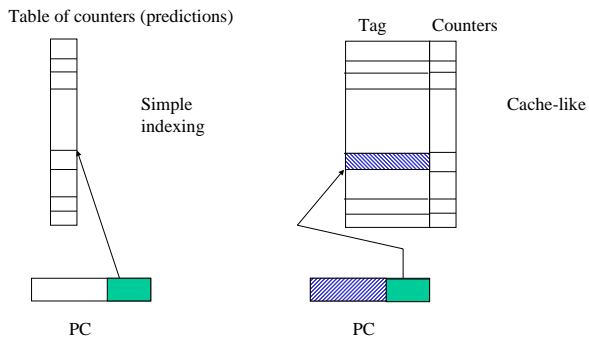 Table of counters (predictions)
Tag
Counters
Simple
indexing
Cache-like
PC
PC